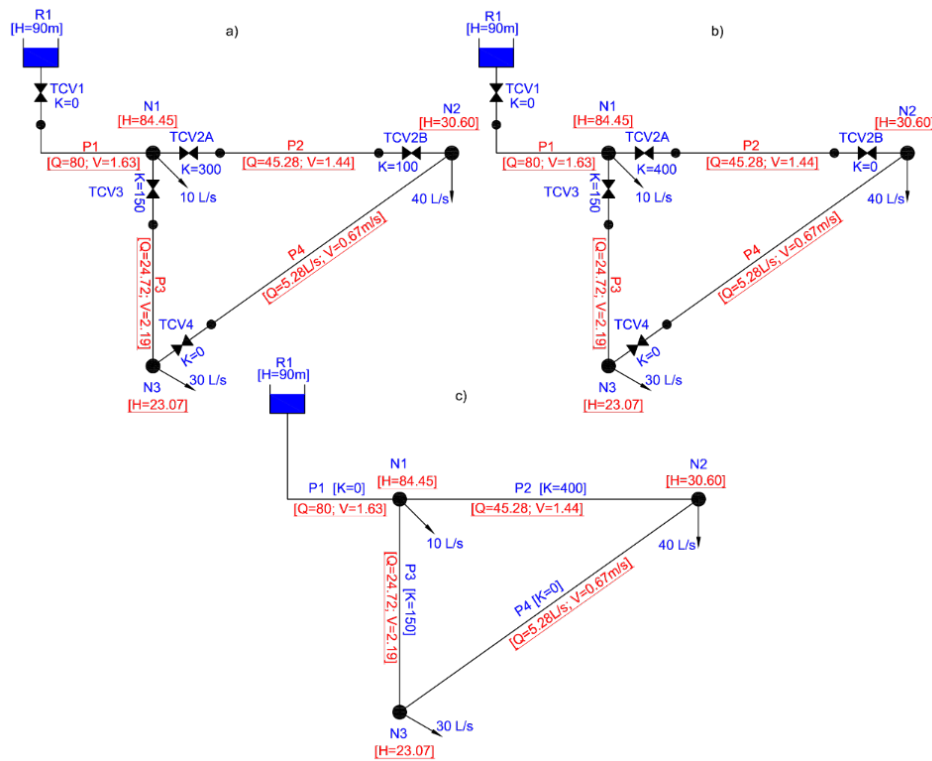 R1
[H=90m]
a)
TCV1
K=0
N1
[H=84.45]
TCV2A
P2
TCV2B
N2
[H=30.60]
P1
[Q=80; V=1.63]
K=300
[Q=45.28; V=1.44]
K=100
TCV3
K=150
10 L/s
40 L/s
P3
[Q=24.72; V=2.19]
P4
[Q=5.28L/s; V=0.67m/s]
TCV4
K=0
N3
30 L/s
[H=23.07]
R1
[H=90m]
b)
TCV1
K=0
N1
[H=84.45]
TCV2A
P2
TCV2B
N2
[H=30.60]
P1
[Q=80; V=1.63]
K=400
[Q=45.28; V=1.44]
K=0
TCV3
K=150
10 L/s
40 L/s
P3
[Q=24.72; V=2.19]
P4
[Q=5.28L/s; V=0.67m/s]
TCV4
K=0
N3
30 L/s
[H=23.07]
R1
[H=90m]
c)
N1
[H=84.45]
N2
[H=30.60]
P1 [K=0]
P2 [K=400]
[Q=80; V=1.63]
[Q=45.28; V=1.44]
10 L/s
40 L/s
P3 [K=150]
[Q=24.72; V=2.19]
P4 [K=0]
[Q=5.28L/s; V=0.67m/s]
N3
30 L/s
[H=23.07]